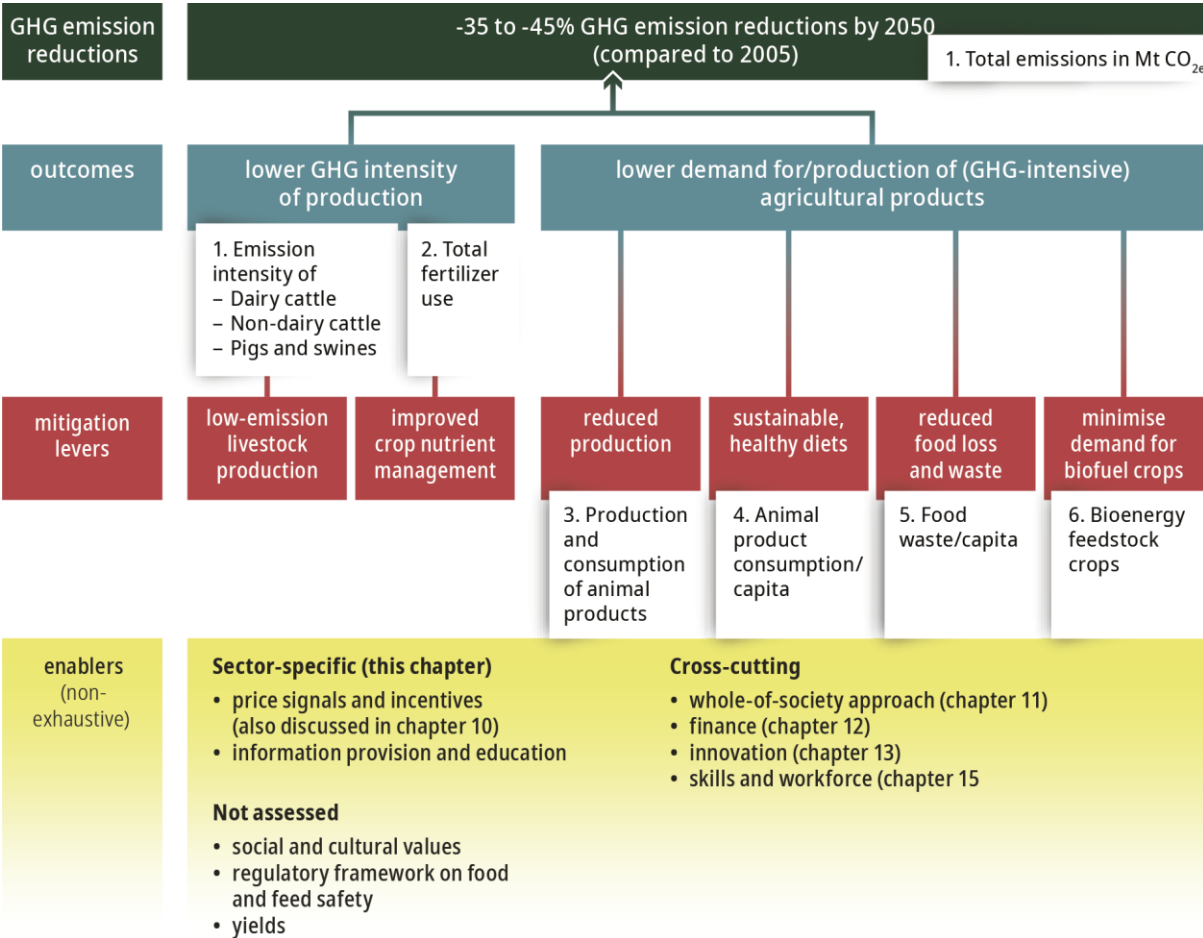 GHG emission
reductions
-35 to -45% GHG emission reductions by 2050
(compared to 2005)
1. Total emissions in Mt CO2e
outcomes
lower GHG intensity
of production
lower demand for/production of (GHG-intensive)
agricultural products
1. Emission
intensity of
– Dairy cattle
– Non-dairy cattle
– Pigs and swines
2. Total
fertilizer
use
mitigation
levers
low-emission
livestock
production
improved
crop nutrient
management
reduced
production
sustainable,
healthy diets
reduced
food loss
and waste
minimise
demand for
biofuel crops
3. Production
and
consumption
of animal
products
4. Animal
product
consumption/
capita
5. Food
waste/capita
6. Bioenergy
feedstock
crops
enablers
(non-
exhaustive)
Sector-specific (this chapter)
• price signals and incentives
(also discussed in chapter 10)
• information provision and education
Not assessed
• social and cultural values
• regulatory framework on food
and feed safety
• yields
Cross-cutting
• whole-of-society approach (chapter 11)
• finance (chapter 12)
• innovation (chapter 13)
• skills and workforce (chapter 15